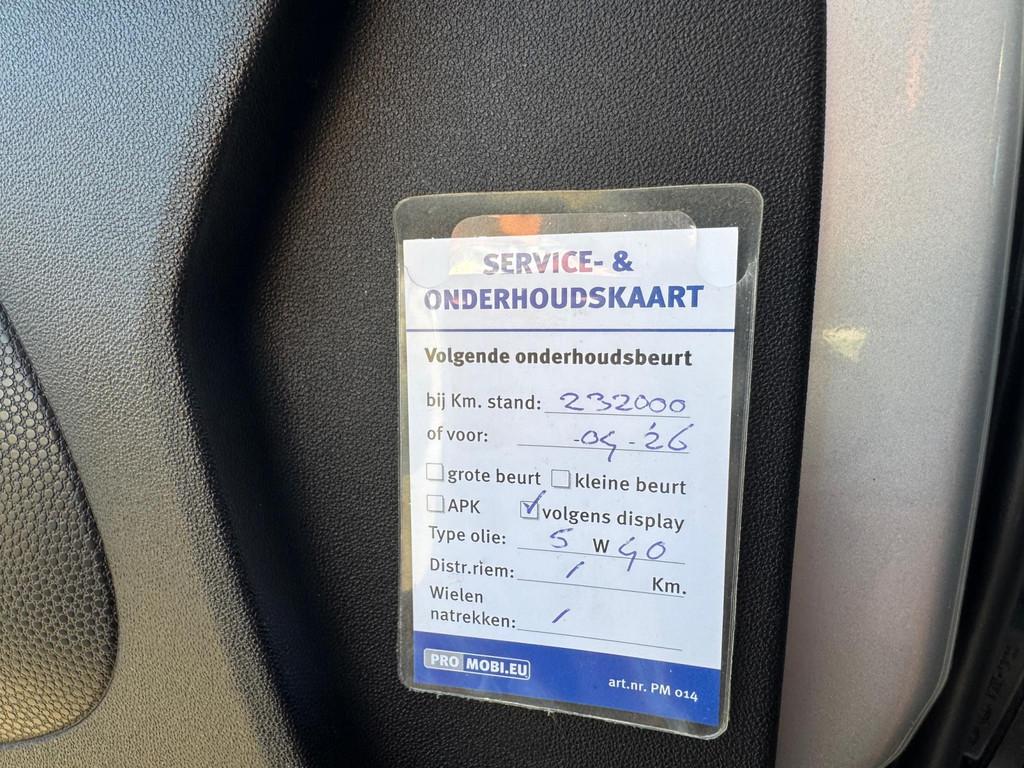 SERVICE- &
ONDERHOUDSKAART
Volgende onderhoudsbeurt
bij Km. stand: 232000
of voor: -04-'26
grote beurt kleine beurt
APK volgens display
Type olie: 5 W 40
Distr.riem: / Km.
Wielen
natrekken: /
PRO MOBI.EU
art.nr. PM 014